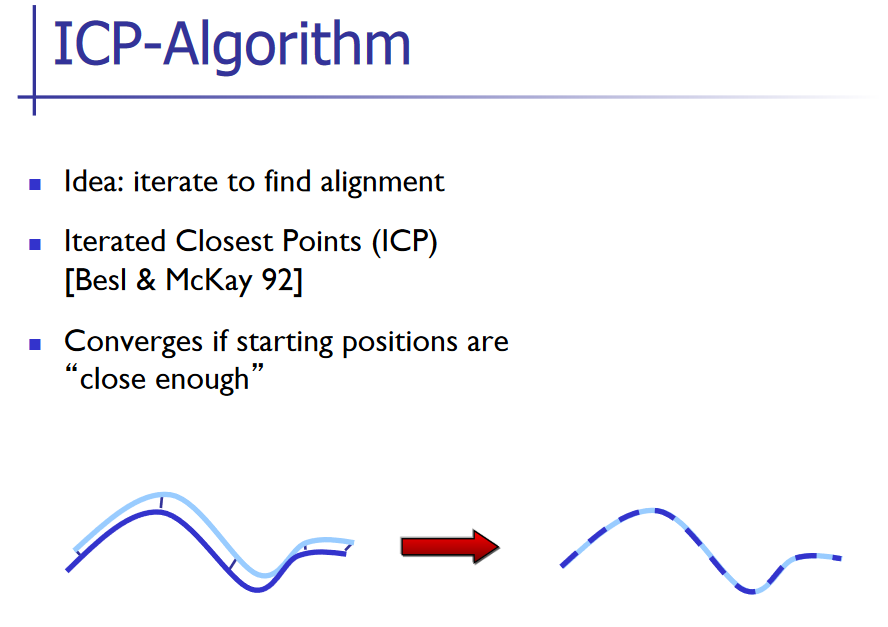 ICP-Algorithm
Idea: iterate to find alignment
Iterated Closest Points (ICP)
[Besl & McKay 92]
Converges if starting positions are
“close enough”